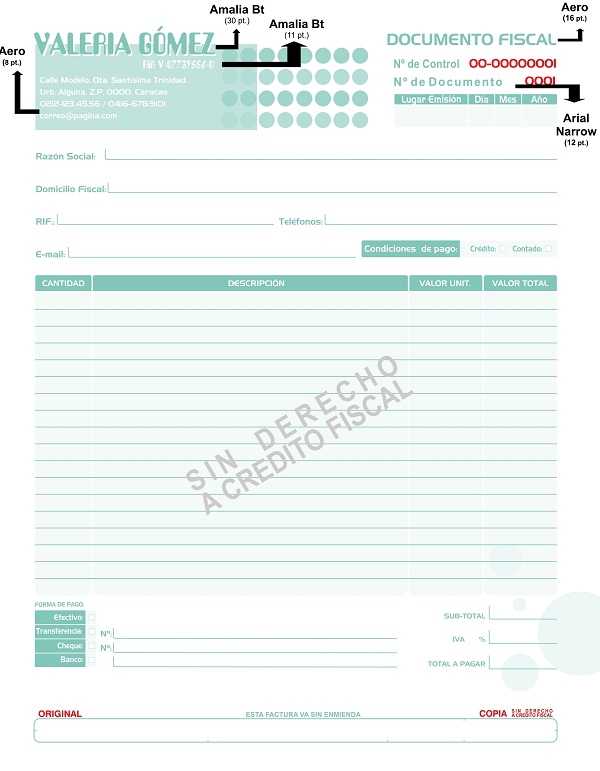 Amalia Bt
(30 pt.)
Amalia Bt
(11 pt.)
Aero
(16 pt.)
Aero
(8 pt.)
VALERIA GÓMEZ
DOCUMENTO FISCAL
Nº de Control 00-00000001
Calle Modelo, Qta. Santísima Trinidad,
Urb. Alguna, Z.P. 0000. Caracas
0212-123.45.56 / 0416-678.9101
correo@pagina.com
Nº de Documento 0001
Lugar Emisión Día Mes Año
Arial
Narrow
(12 pt.)
Razón Social:
Domicilio Fiscal:
RIF.: Teléfonos:
E-mail: Condiciones de pago: Crédito: Contado:
CANTIDAD DESCRIPCIÓN VALOR UNIT. VALOR TOTAL
SIN DERECHO
A CREDITO FISCAL
FORMA DE PAGO:
Efectivo:
Transferencia: Nº:
Cheque: Nº:
Banco:
SUB-TOTAL
IVA %
TOTAL A PAGAR
ORIGINAL ESTA FACTURA VA SIN ENMIENDA COPIA SIN DERECHO
A CREDITO FISCAL